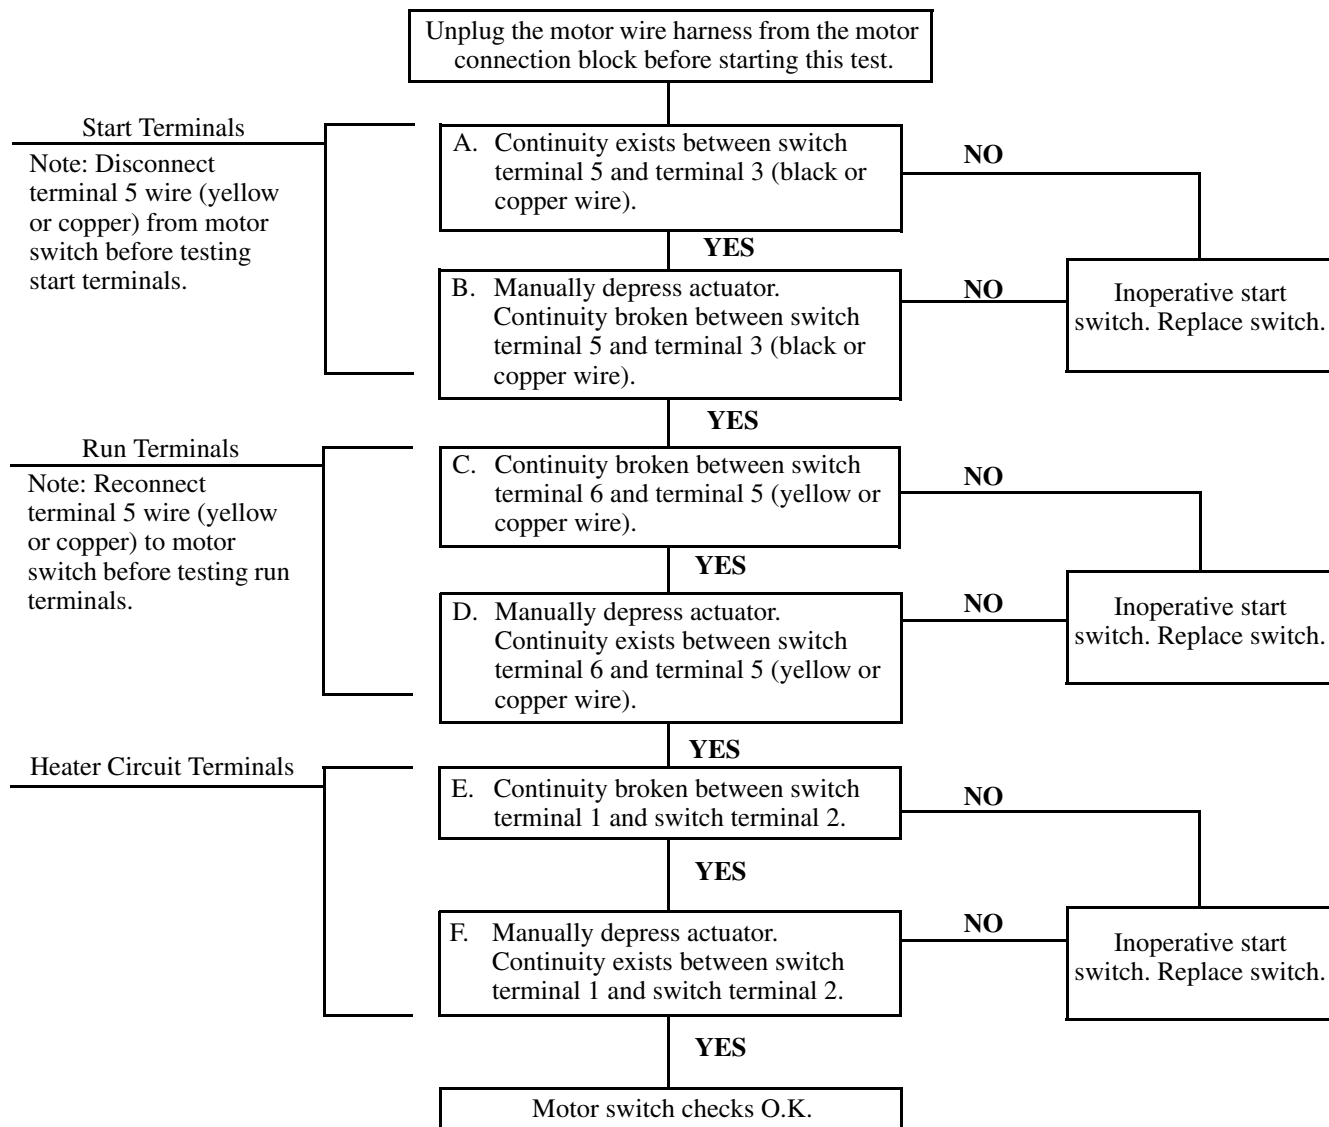 Unplug the motor wire harness from the motor
connection block before starting this test.
Start Terminals
Note: Disconnect
terminal 5 wire (yellow
or copper) from motor
switch before testing
start terminals.
A. Continuity exists between switch
terminal 5 and terminal 3 (black or
copper wire).
NO
YES
B. Manually depress actuator.
Continuity broken between switch
terminal 5 and terminal 3 (black or
copper wire).
NO
Inoperative start
switch. Replace switch.
YES
Run Terminals
Note: Reconnect
terminal 5 wire (yellow
or copper) to motor
switch before testing run
terminals.
C. Continuity broken between switch
terminal 6 and terminal 5 (yellow or
copper wire).
NO
YES
D. Manually depress actuator.
Continuity exists between switch
terminal 6 and terminal 5 (yellow or
copper wire).
NO
Inoperative start
switch. Replace switch.
YES
Heater Circuit Terminals
E. Continuity broken between switch
terminal 1 and switch terminal 2.
NO
YES
F. Manually depress actuator.
Continuity exists between switch
terminal 1 and switch terminal 2.
NO
Inoperative start
switch. Replace switch.
YES
Motor switch checks O.K.